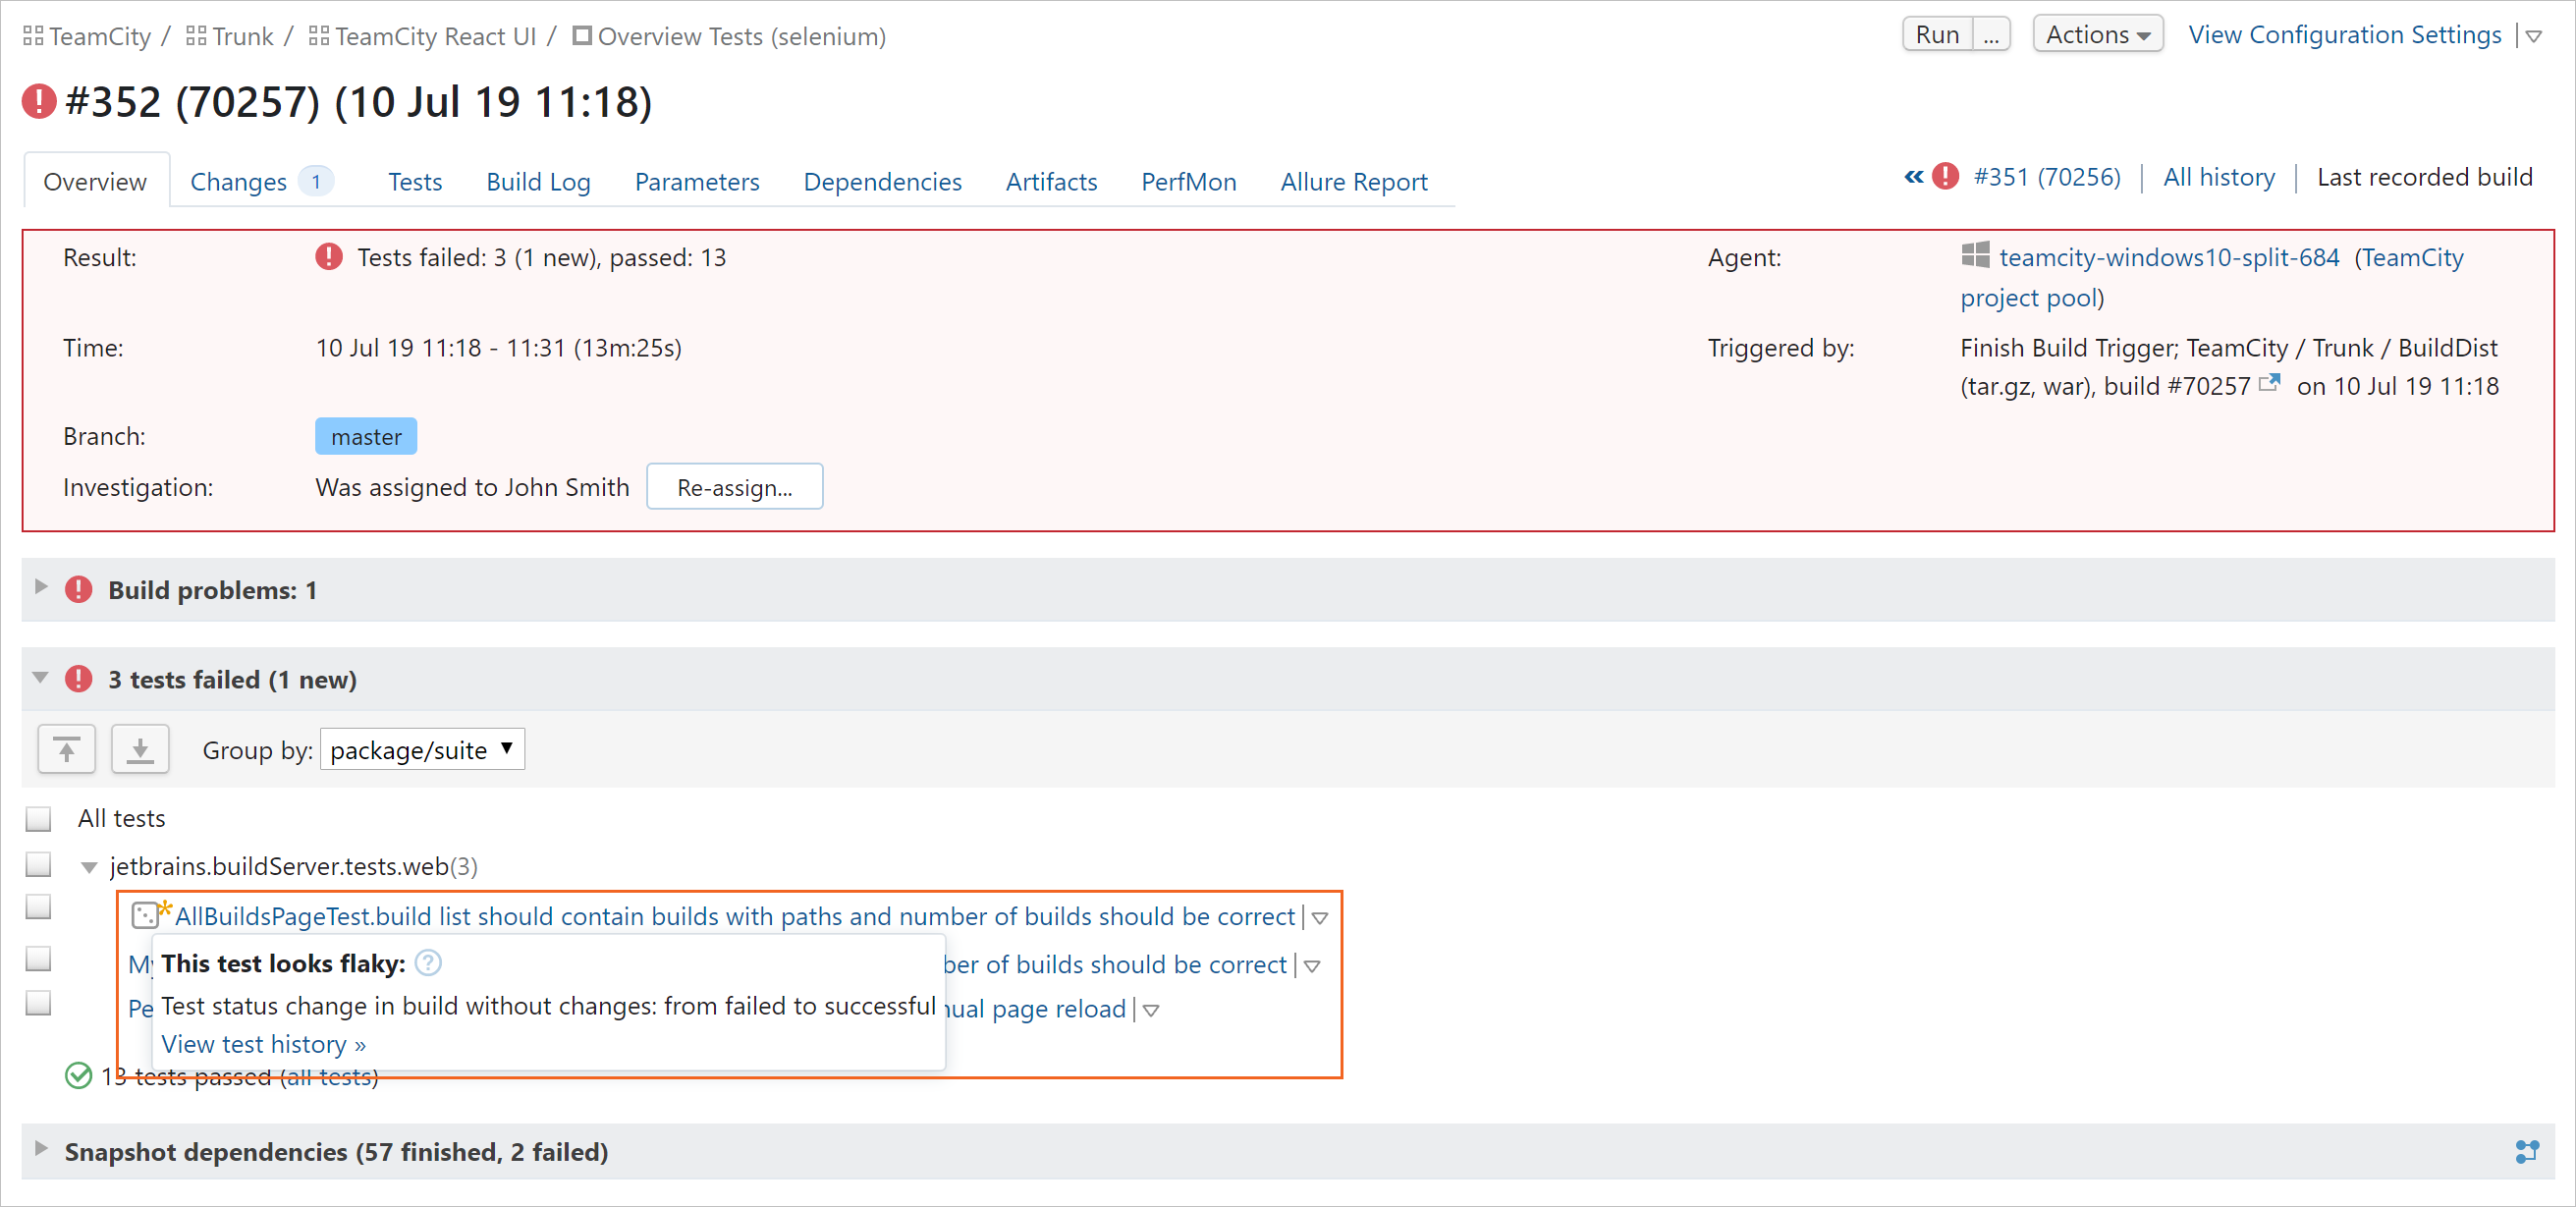 TeamCity / Trunk / TeamCity React UI / Overview Tests (selenium)
Run ... Actions View Configuration Settings
#352 (70257) (10 Jul 19 11:18)
Overview Changes 1 Tests Build Log Parameters Dependencies Artifacts PerfMon Allure Report
« #351 (70256) | All history | Last recorded build
Result: Tests failed: 3 (1 new), passed: 13
Agent: teamcity-windows10-split-684 (TeamCity
project pool)
Time: 10 Jul 19 11:18 - 11:31 (13m:25s)
Triggered by: Finish Build Trigger; TeamCity / Trunk / BuildDist
(tar.gz, war), build #70257 on 10 Jul 19 11:18
Branch: master
Investigation: Was assigned to John Smith Re-assign...
Build problems: 1
3 tests failed (1 new)
Group by: package/suite
All tests
jetbrains.buildServer.tests.web(3)
AllBuildsPageTest.build list should contain builds with paths and number of builds should be correct
This test looks flaky: ?
of builds should be correct
Test status change in build without changes: from failed to successful
page reload
View test history »
13 tests passed (all tests)
Snapshot dependencies (57 finished, 2 failed)